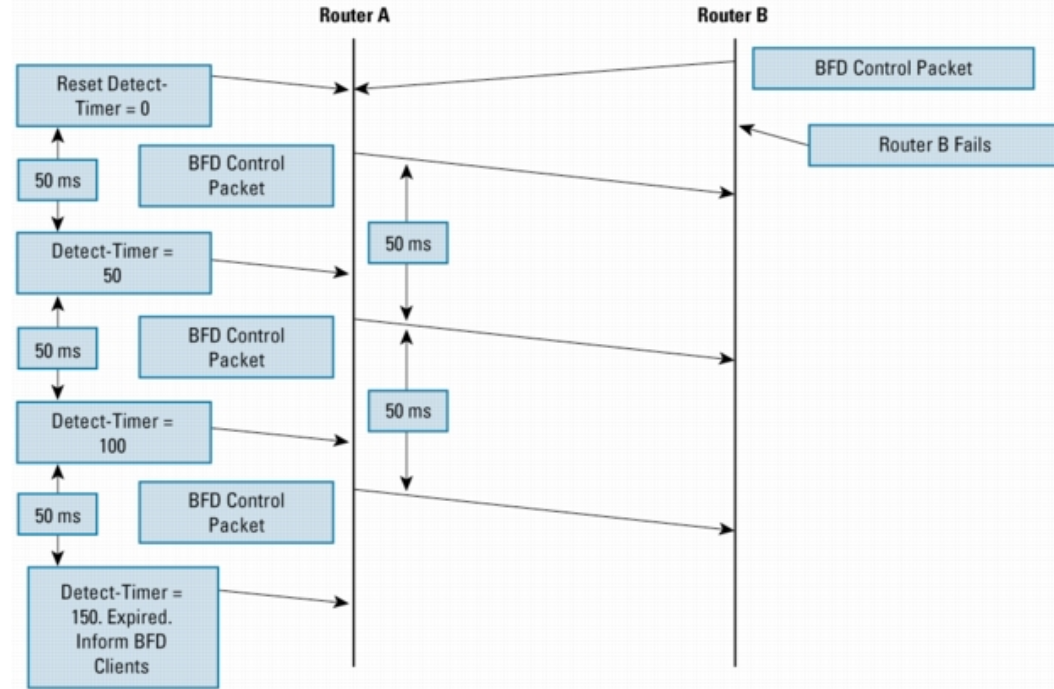 Router A
Router B
BFD Control Packet
Reset Detect-
Timer = 0
Router B Fails
BFD Control
Packet
50 ms
50 ms
Detect-Timer =
50
BFD Control
Packet
50 ms
50 ms
Detect-Timer =
100
BFD Control
Packet
50 ms
Detect-Timer =
150. Expired.
Inform BFD
Clients